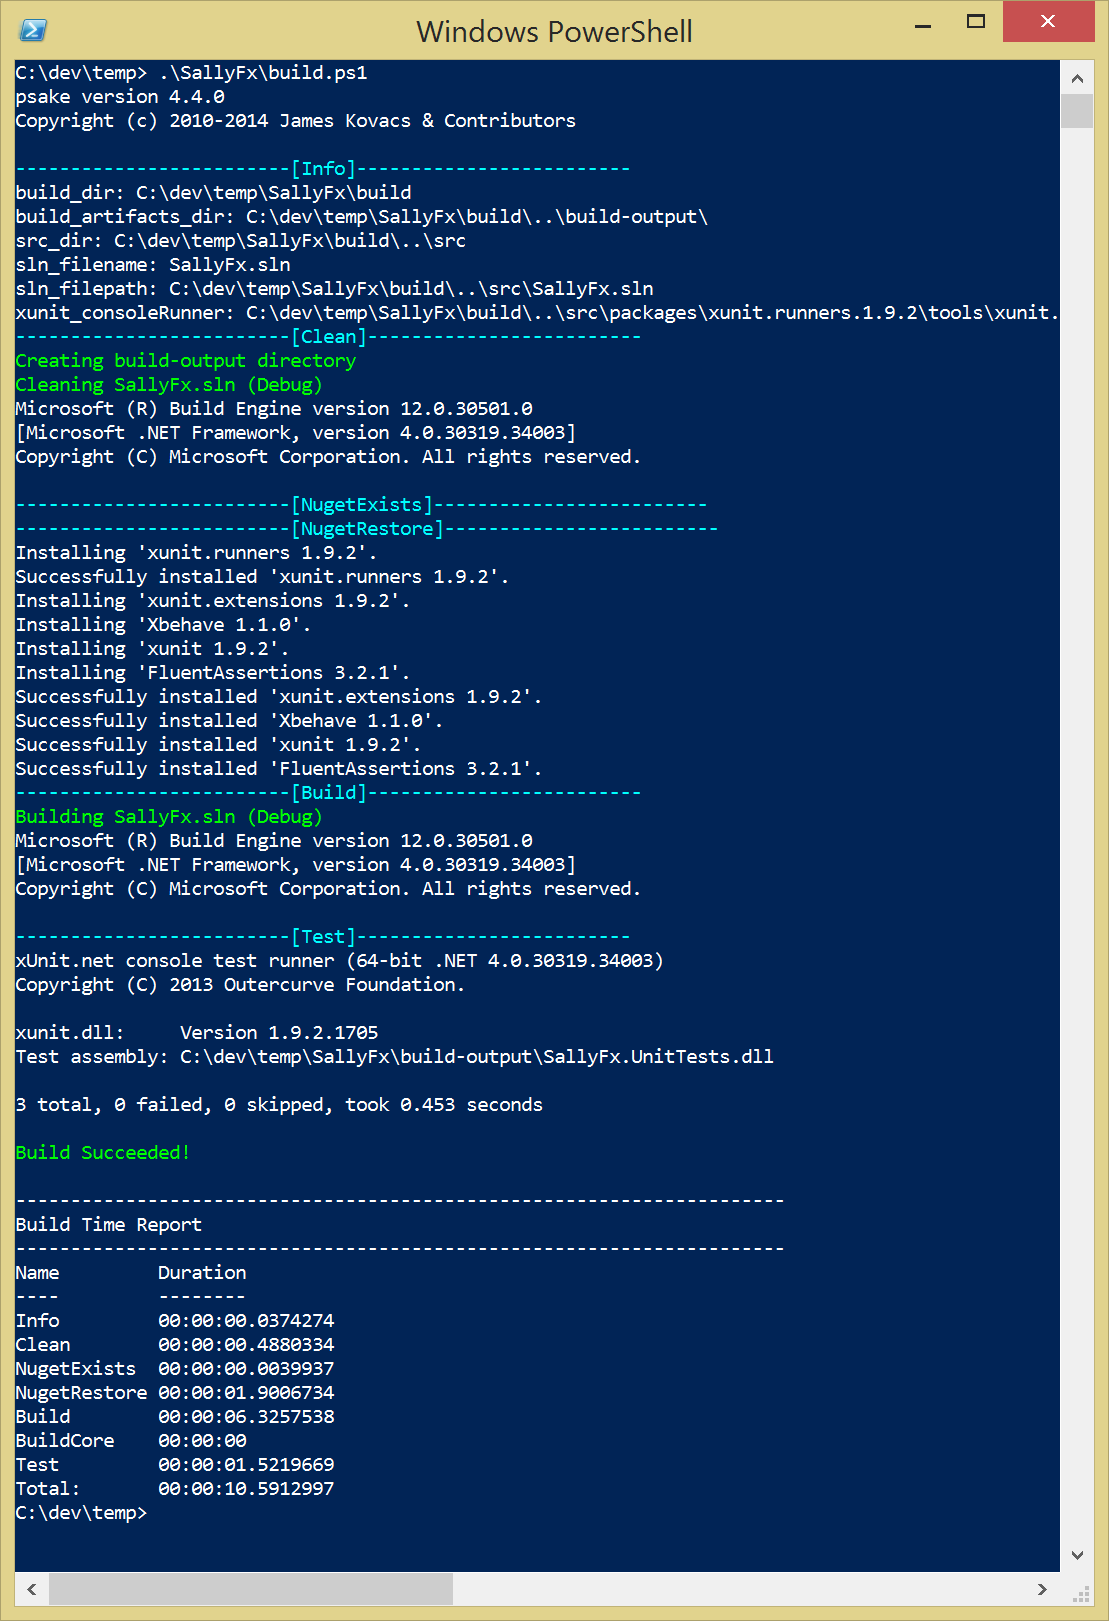 Windows PowerShell
C:\dev\temp> .\SallyFx\build.ps1
psake version 4.4.0
Copyright (c) 2010-2014 James Kovacs & Contributors
-------------------------[Info]-------------------------
build_dir: C:\dev\temp\SallyFx\build
build_artifacts_dir: C:\dev\temp\SallyFx\build\..\build-output\
src_dir: C:\dev\temp\SallyFx\build\..\src
sln_filename: SallyFx.sln
sln_filepath: C:\dev\temp\SallyFx\build\..\src\SallyFx.sln
xunit_consoleRunner: C:\dev\temp\SallyFx\build\..\src\packages\xunit.runners.1.9.2\tools\xunit.
-------------------------[Clean]-------------------------
Creating build-output directory
Cleaning SallyFx.sln (Debug)
Microsoft (R) Build Engine version 12.0.30501.0
[Microsoft .NET Framework, version 4.0.30319.34003]
Copyright (C) Microsoft Corporation. All rights reserved.
-------------------------[NugetExists]-------------------------
-------------------------[NugetRestore]-------------------------
Installing 'xunit.runners 1.9.2'.
Successfully installed 'xunit.runners 1.9.2'.
Installing 'xunit.extensions 1.9.2'.
Installing 'Xbehave 1.1.0'.
Installing 'xunit 1.9.2'.
Installing 'FluentAssertions 3.2.1'.
Successfully installed 'xunit.extensions 1.9.2'.
Successfully installed 'Xbehave 1.1.0'.
Successfully installed 'xunit 1.9.2'.
Successfully installed 'FluentAssertions 3.2.1'.
-------------------------[Build]-------------------------
Building SallyFx.sln (Debug)
Microsoft (R) Build Engine version 12.0.30501.0
[Microsoft .NET Framework, version 4.0.30319.34003]
Copyright (C) Microsoft Corporation. All rights reserved.
-------------------------[Test]-------------------------
xUnit.net console test runner (64-bit .NET 4.0.30319.34003)
Copyright (C) 2013 Outercurve Foundation.
xunit.dll:     Version 1.9.2.1705
Test assembly: C:\dev\temp\SallyFx\build-output\SallyFx.UnitTests.dll
3 total, 0 failed, 0 skipped, took 0.453 seconds
Build Succeeded!
----------------------------------------------------------------------
Build Time Report
----------------------------------------------------------------------
Name         Duration
----         --------
Info         00:00:00.0374274
Clean        00:00:00.4880334
NugetExists  00:00:00.0039937
NugetRestore 00:00:01.9006734
Build        00:00:06.3257538
BuildCore    00:00:00
Test         00:00:01.5219669
Total:       00:00:10.5912997
C:\dev\temp>